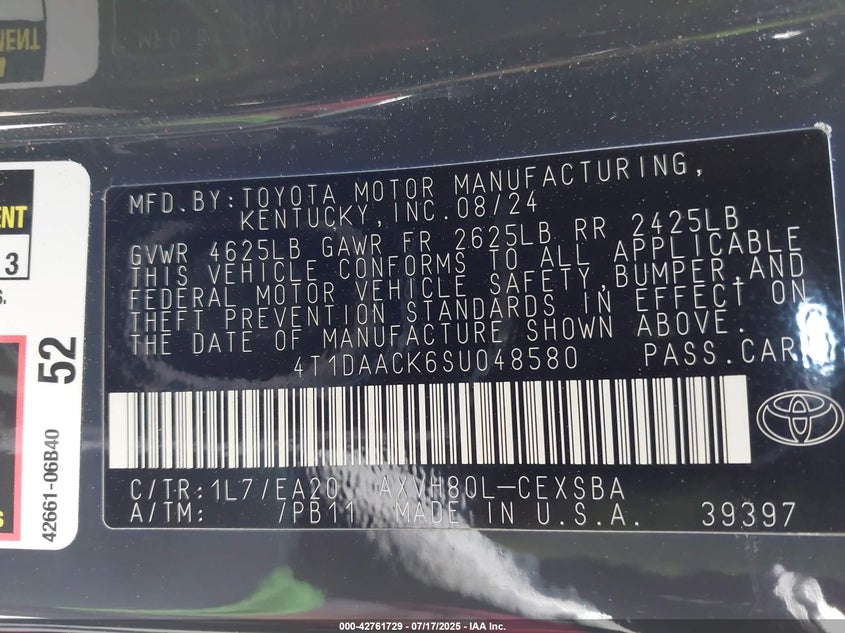 ENT
3
S.
52
42661-06B40
S
MFD.BY:TOYOTA MOTOR MANUFACTURING,
KENTUCKY,INC.08/24
GVWR 4625LB GAWR FR 2625LB RR 2425LB
THIS VEHICLE CONFORMS TO ALL APPLICABLE
FEDERAL MOTOR VEHICLE SAFETY,BUMPER,AND
THEFT PREVENTION STANDARDS IN EFFECT ON
THE DATE OF MANUFACTURE SHOWN ABOVE.
4T1DAACK6SU048580 PASS.CAR
C/TR:1L7/EA20 AXVH80L-CEXSBA
A/TM: /PB11 MADE IN U.S.A. 39397
000-42761729 - 07/17/2025 - IAA Inc.